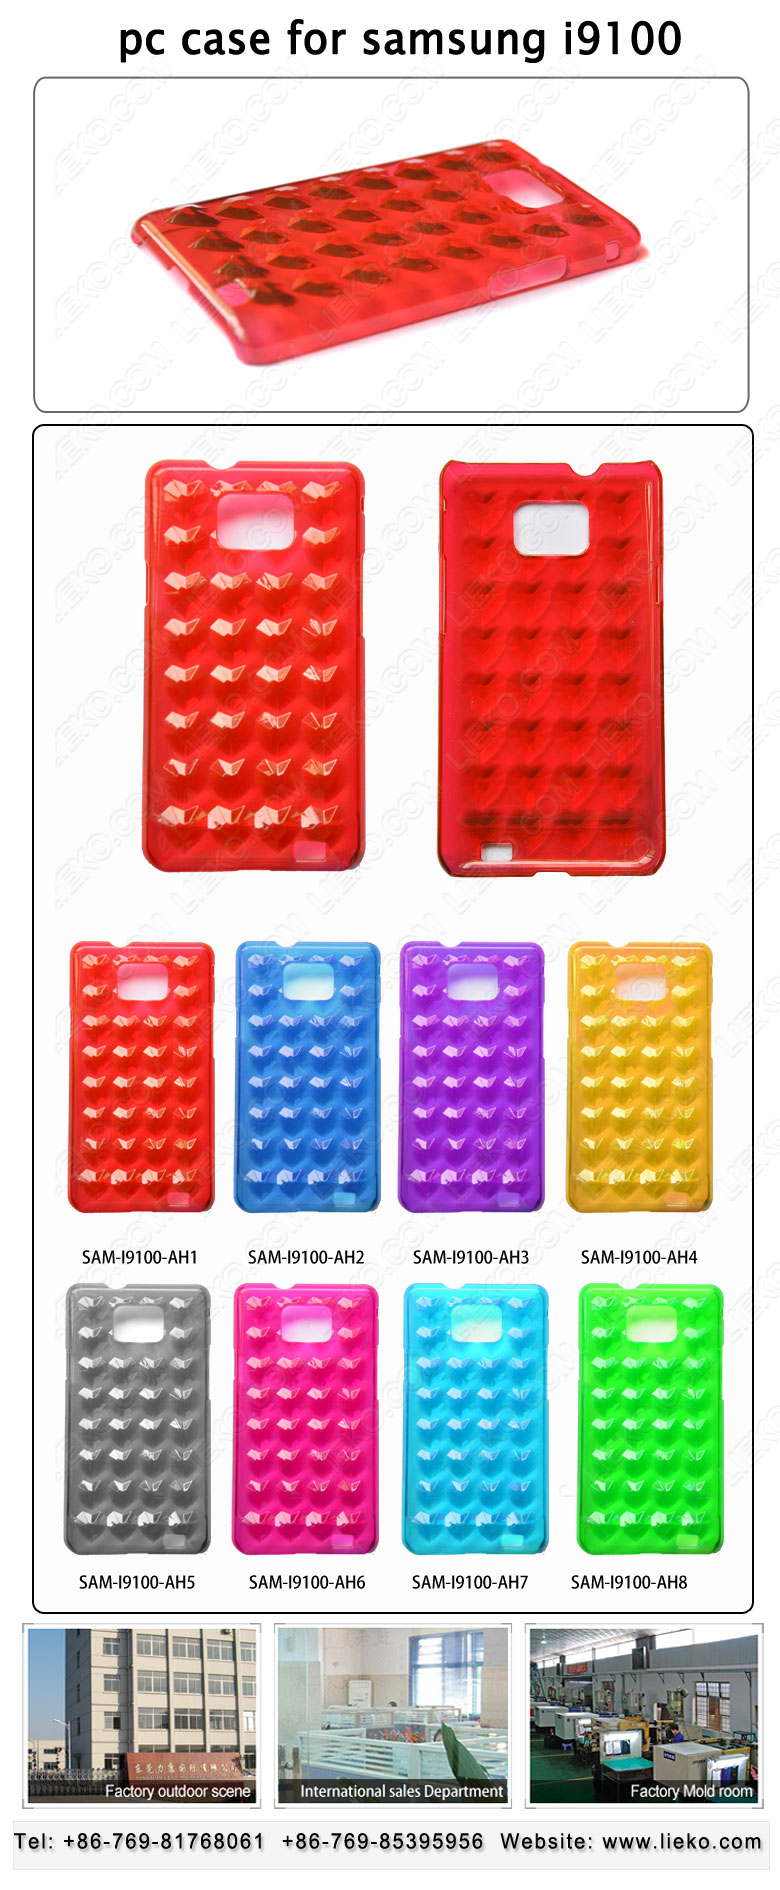 pc case for samsung i9100
LIEKO.COM
SAM-I9100-AH1 SAM-I9100-AH2 SAM-I9100-AH3 SAM-I9100-AH4
SAM-I9100-AH5 SAM-I9100-AH6 SAM-I9100-AH7 SAM-I9100-AH8
Factory outdoor scene
International sales Department
Factory Mold room
Tel: +86-769-81768061 +86-769-85395956 Website: www.lieko.com